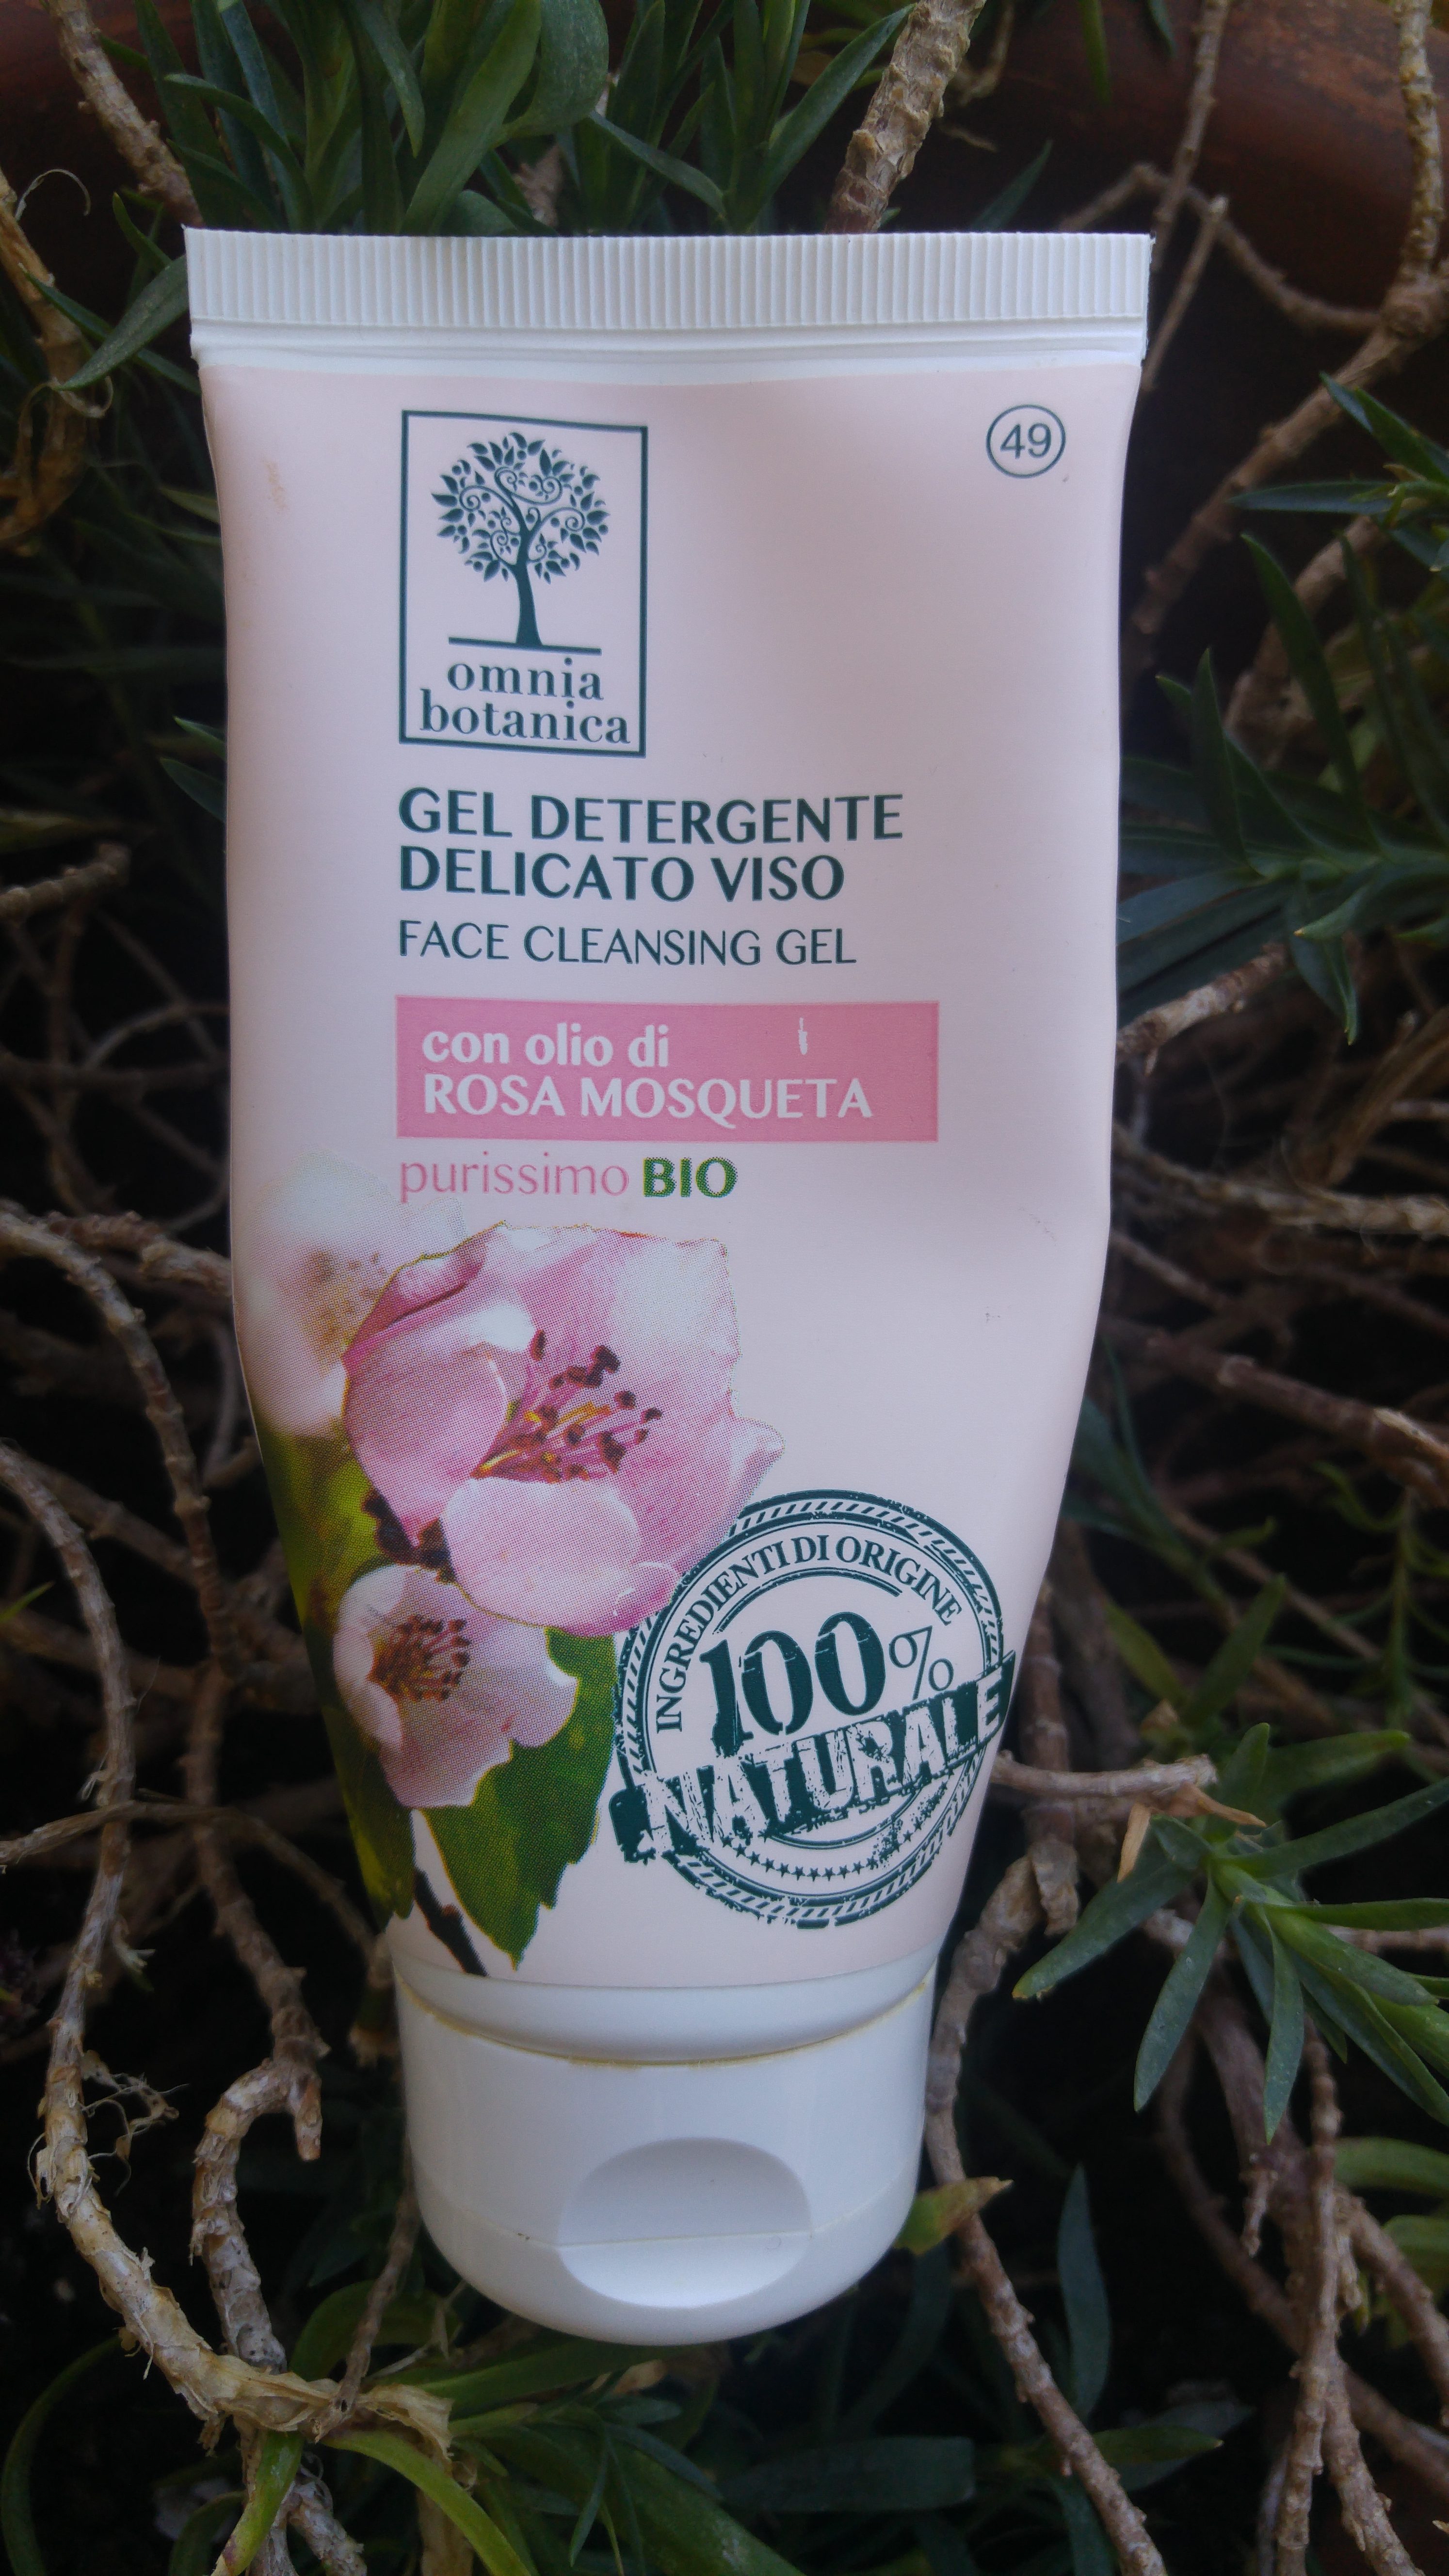 49
omnia
botanica
GEL DETERGENTE
DELICATO VISO
FACE CLEANSING GEL
con olio di
ROSA MOSQUETA
purissimo BIO
INGREDIENTI DI ORIGINE
100%
NATURALE